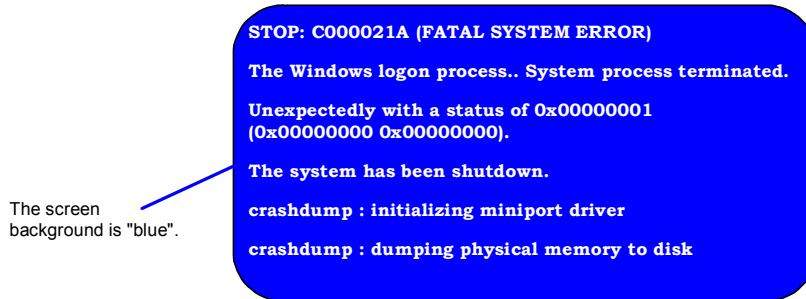 STOP: C000021A (FATAL SYSTEM ERROR)
The Windows logon process.. System process terminated.
Unexpectedly with a status of 0x00000001
(0x00000000 0x00000000).
The system has been shutdown.
crashdump : initializing miniport driver
crashdump : dumping physical memory to disk
The screen
background is "blue".